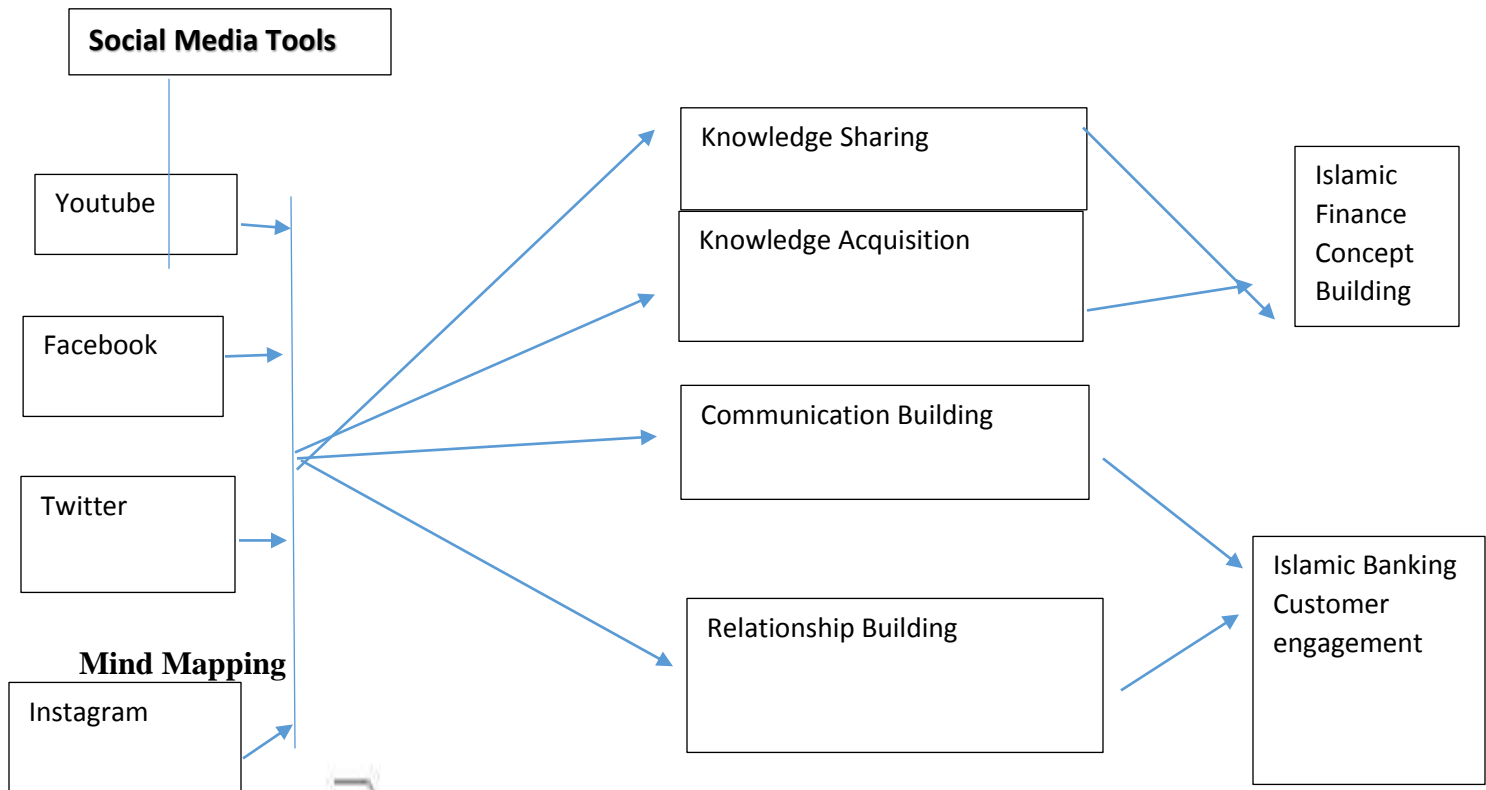 Social Media Tools
Youtube
Facebook
Twitter
Mind Mapping
Instagram
Knowledge Sharing
Knowledge Acquisition
Communication Building
Relationship Building
Islamic
Finance
Concept
Building
Islamic Banking
Customer
engagement